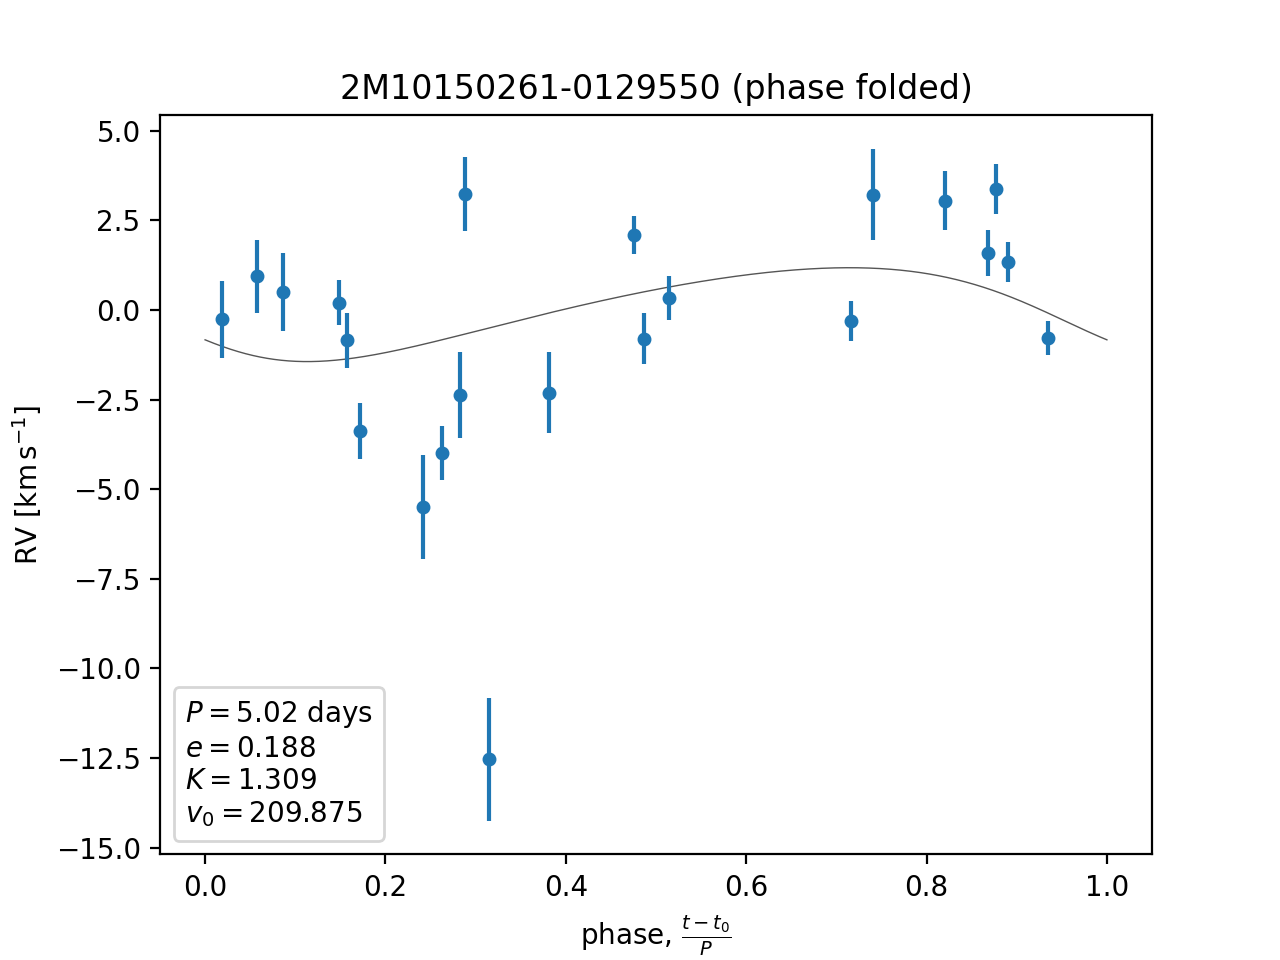 2M10150261-0129550 (phase folded)
RV [km s⁻¹]
5.0
2.5
0.0
−2.5
−5.0
−7.5
−10.0
−12.5
−15.0
P = 5.02 days
e = 0.188
K = 1.309
v₀ = 209.875
0.0 0.2 0.4 0.6 0.8 1.0
phase, (t − t₀)/P